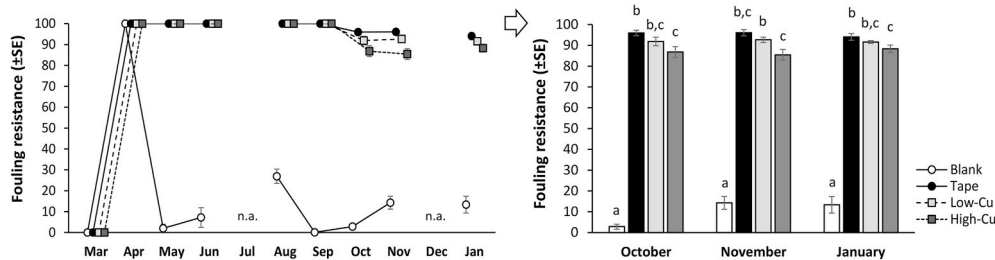 Fouling resistance (±SE)
100
90
80
70
60
50
40
30
20
10
0
n.a.
n.a.
Mar Apr May Jun Jul Aug Sep Oct Nov Dec Jan
Fouling resistance (±SE)
100
90
80
70
60
50
40
30
20
10
0
b b,c c b,c b c b b,c c
a a a
October November January
Blank
Tape
Low-Cu
High-Cu